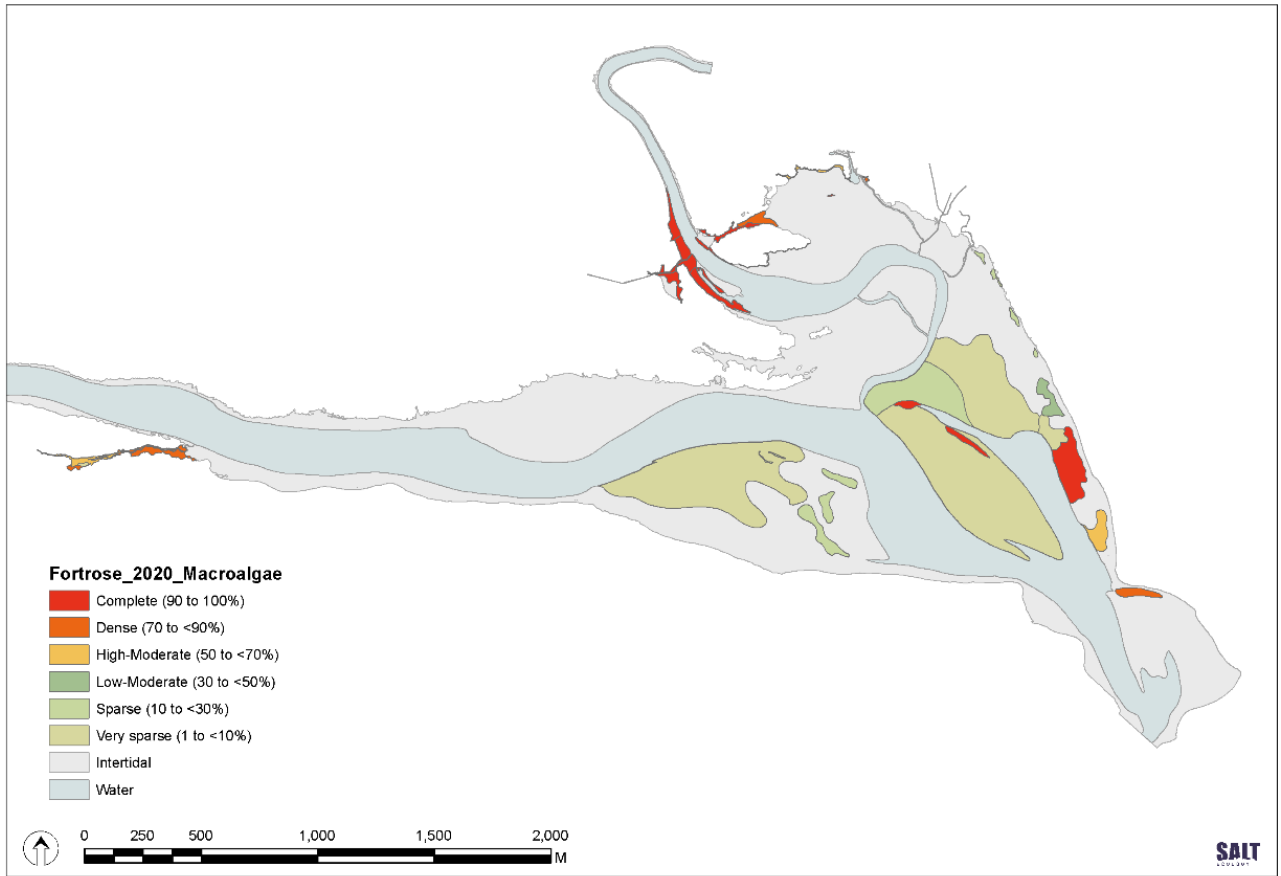 Fortrose_2020_Macroalgae
Complete (90 to 100%)
Dense (70 to <90%)
High-Moderate (50 to <70%)
Low-Moderate (30 to <50%)
Sparse (10 to <30%)
Very sparse (1 to <10%)
Intertidal
Water
0 250 500 1,000 1,500 2,000
M
SALT
ECOLOGY